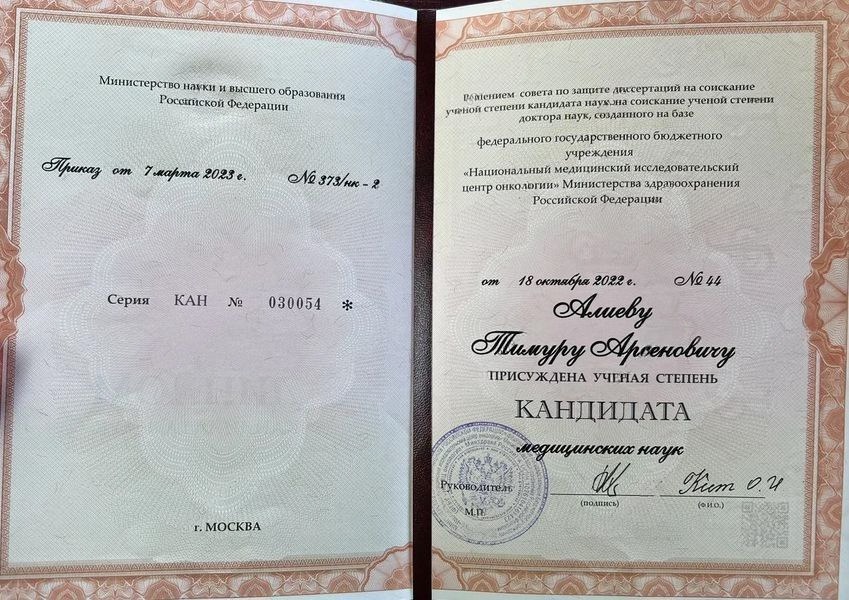 Министерство науки и высшего образования
Российской Федерации
Приказ от 7 марта 2023 г. № 373/нк - 2
Серия КАН № 030054 *
г. МОСКВА
Решением совета по защите диссертаций на соискание
ученой степени кандидата наук, на соискание ученой степени
доктора наук, созданного на базе
федерального государственного бюджетного
учреждения
«Национальный медицинский исследовательский
центр онкологии» Министерства здравоохранения
Российской Федерации
от 18 октября 2022 г. № 44
Алиеву
Тимуру Арсеновичу
ПРИСУЖДЕНА УЧЕНАЯ СТЕПЕНЬ
КАНДИДАТА
медицинских наук
Руководитель
Кит О. И
(подпись) (Ф.И.О.)
М.П.